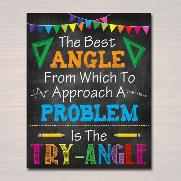 The Best
ANGLE
From Which To
Approach A
PROBLEM
Is The
TRY-ANGLE